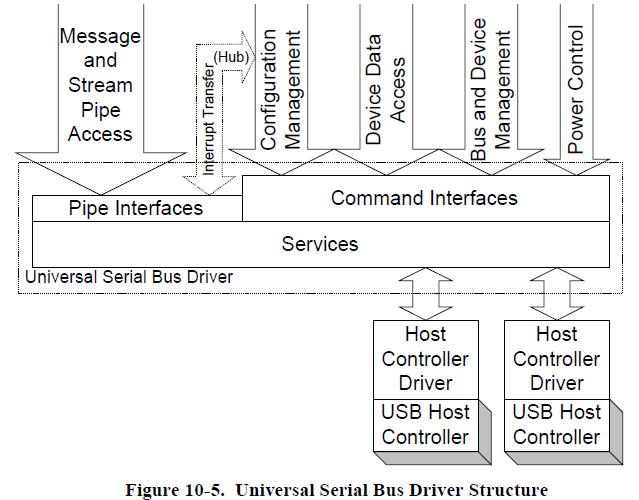 Message
and
Stream
Pipe
Access
Interrupt Transfer
(Hub)
Configuration
Management
Device Data
Access
Bus and Device
Management
Power Control
Pipe Interfaces
Command Interfaces
Services
Universal Serial Bus Driver
Host
Controller
Driver
USB Host
Controller
Host
Controller
Driver
USB Host
Controller
Figure 10-5. Universal Serial Bus Driver Structure